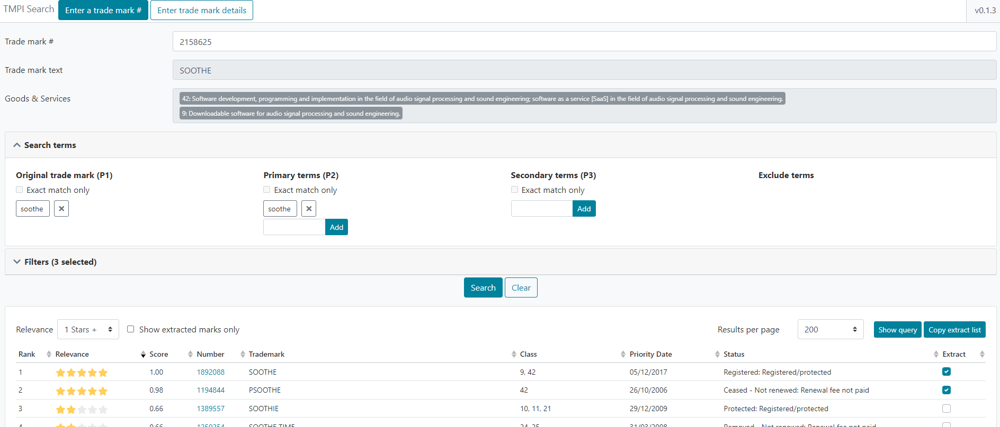 TMPI Search Enter a trade mark # Enter trade mark details v0.1.3
Trade mark # 2158625
Trade mark text SOOTHE
Goods & Services 42: Software development, programming and implementation in the field of audio signal processing and sound engineering; software as a service [SaaS] in the field of audio signal processing and sound engineering.
9: Downloadable software for audio signal processing and sound engineering.
Search terms
Original trade mark (P1) Primary terms (P2) Secondary terms (P3) Exclude terms
Exact match only Exact match only Exact match only
soothe × soothe × Add
Add
Filters (3 selected)
Search Clear
Relevance 1 Stars + Show extracted marks only Results per page 200 Show query Copy extract list
Rank Relevance Score Number Trademark Class Priority Date Status Extract
1 1.00 1892088 SOOTHE 9, 42 05/12/2017 Registered: Registered/protected
2 0.98 1194844 PSOOTHE 42 26/10/2006 Ceased - Not renewed: Renewal fee not paid
3 0.66 1389557 SOOTHIE 10, 11, 21 29/12/2009 Protected: Registered/protected
4 0.66 1250254 SOOTHE TIME 24, 25 31/03/2008 Removed - Not renewed: Renewal fee not paid